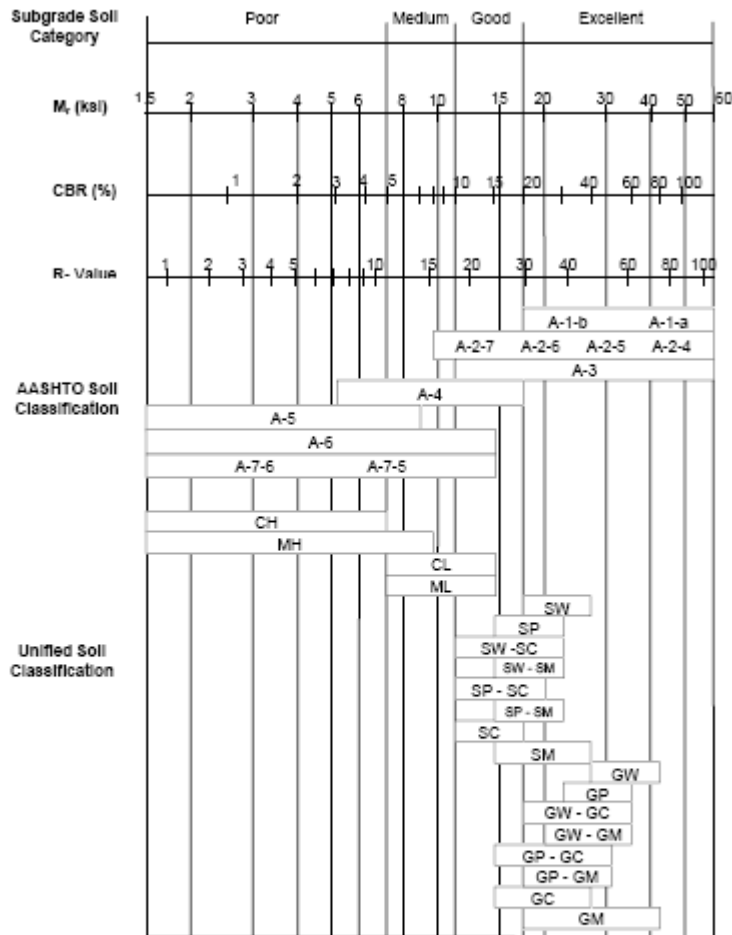 Subgrade Soil Category
Poor Medium Good Excellent
Mr (ksi)
1.5 2 3 4 5 6 8 10 15 20 30 40 50 60
CBR (%)
1 2 3 4 5 10 15 20 40 60 80 100
R- Value
1 2 3 4 5 10 15 20 30 40 60 80 100
AASHTO Soil Classification
A-1-b A-1-a
A-2-7 A-2-6 A-2-5 A-2-4
A-3
A-4
A-5
A-6
A-7-6 A-7-5
Unified Soil Classification
CH
MH
CL
ML
SW
SP
SW -SC
SW - SM
SP - SC
SP - SM
SC
SM
GW
GP
GW - GC
GW - GM
GP - GC
GP - GM
GC
GM